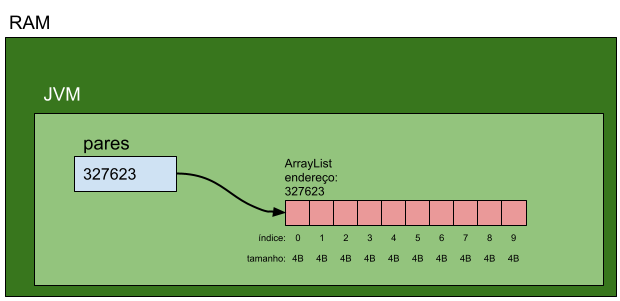 RAM
JVM
pares
327623
ArrayList
endereço:
327623
índice: 0 1 2 3 4 5 6 7 8 9
tamanho: 4B 4B 4B 4B 4B 4B 4B 4B 4B 4B